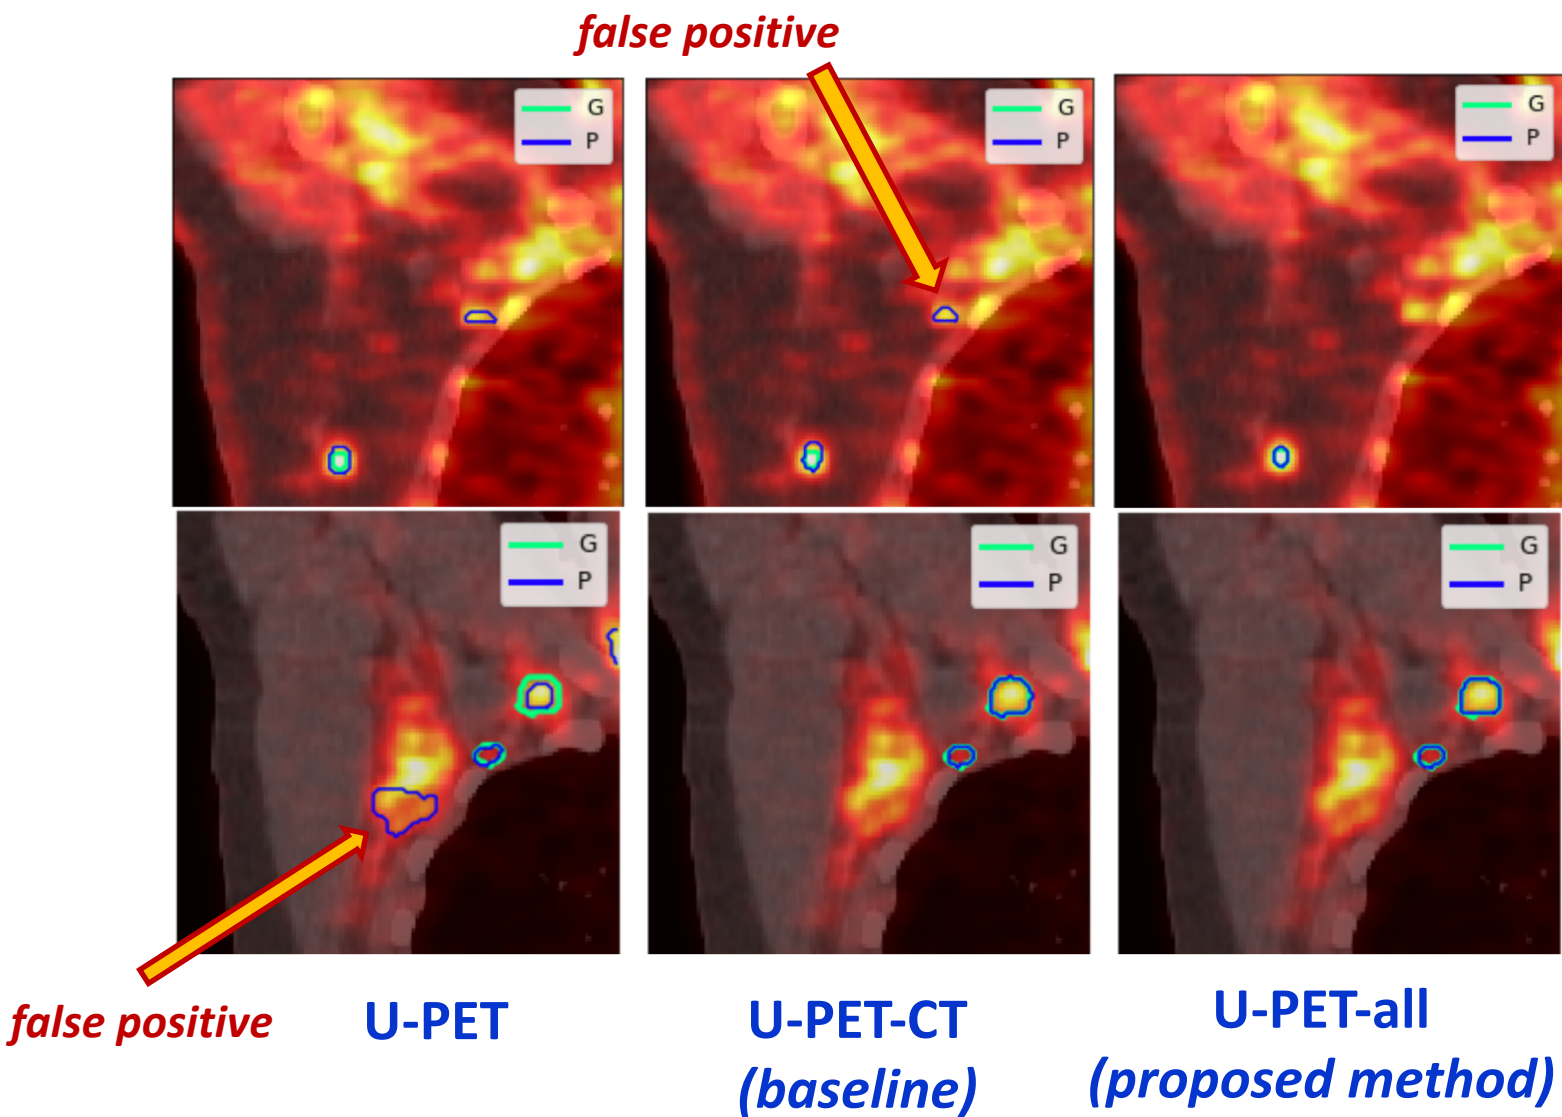 false positive
G
P
G
P
G
P
G
P
G
P
G
P
false positive
U-PET
U-PET-CT
(baseline)
U-PET-all
(proposed method)